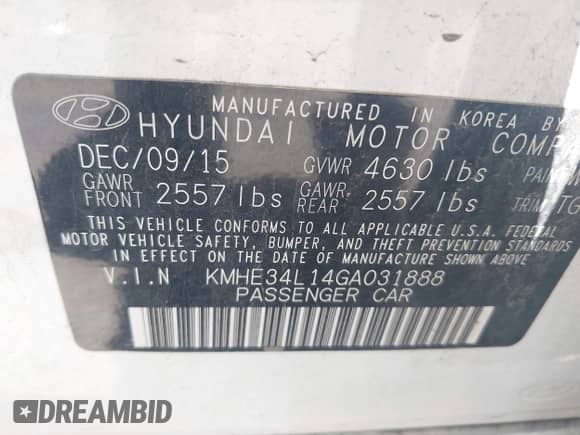 MANUFACTURED IN KOREA BY
HYUNDAI MOTOR
DEC/09/15 GVWR 4630 lbs
GAWR FRONT 2557 lbs GAWR REAR 2557 lbs TRIM
THIS VEHICLE CONFORMS TO ALL APPLICABLE U.S.A. FEDERAL
MOTOR VEHICLE SAFETY, BUMPER, AND THEFT PREVENTION STANDARDS
IN EFFECT ON THE DATE OF MANUFACTURE SHOWN ABOVE.
V.I.N KMHE34L14GA031888
PASSENGER CAR
DREAMBID